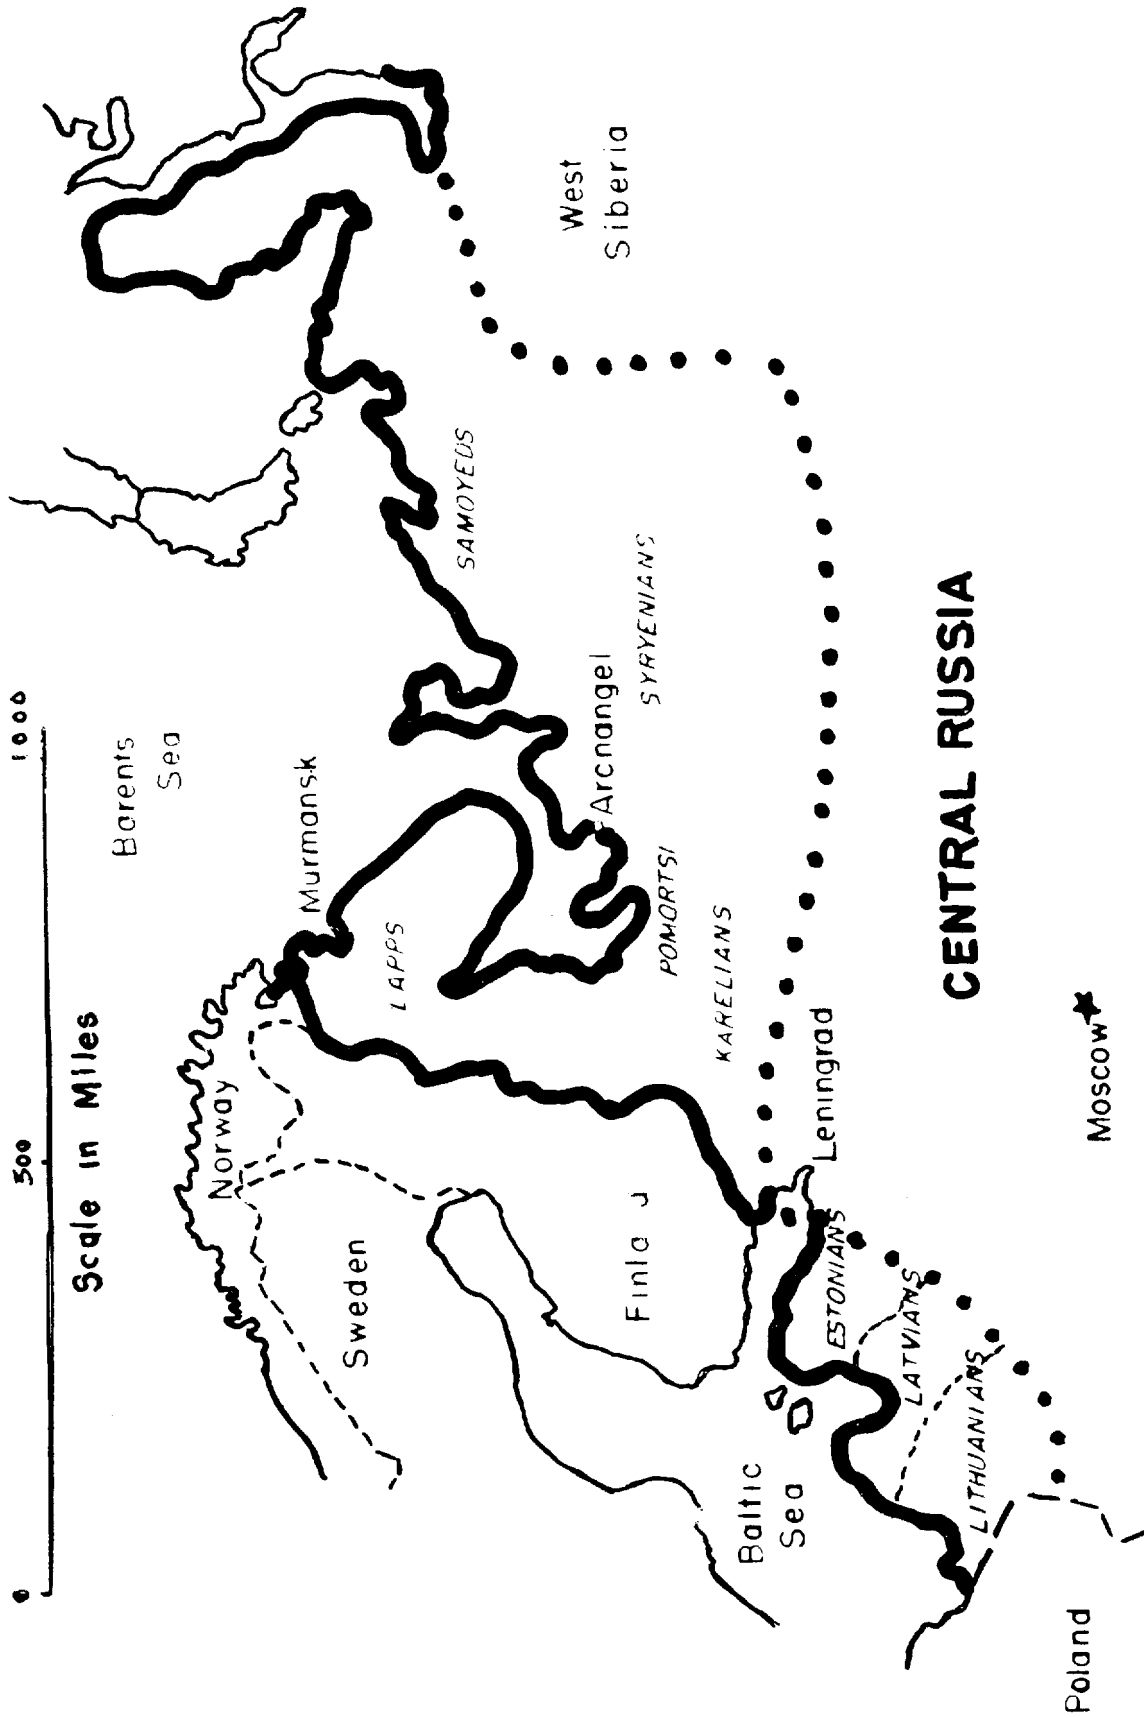 0 500 1000
Scale in Miles
Barents
Sea
Norway
Murmansk
Sweden
LAPPS
SAMOYEDS
West
Siberia
Finla d
Arcnangel
SYRYENIANS
POMORTSI
KARELIANS
Baltic
Sea
Leningrad
ESTONIANS
LATVIANS
LITHUANIANS
CENTRAL RUSSIA
Poland
Moscow